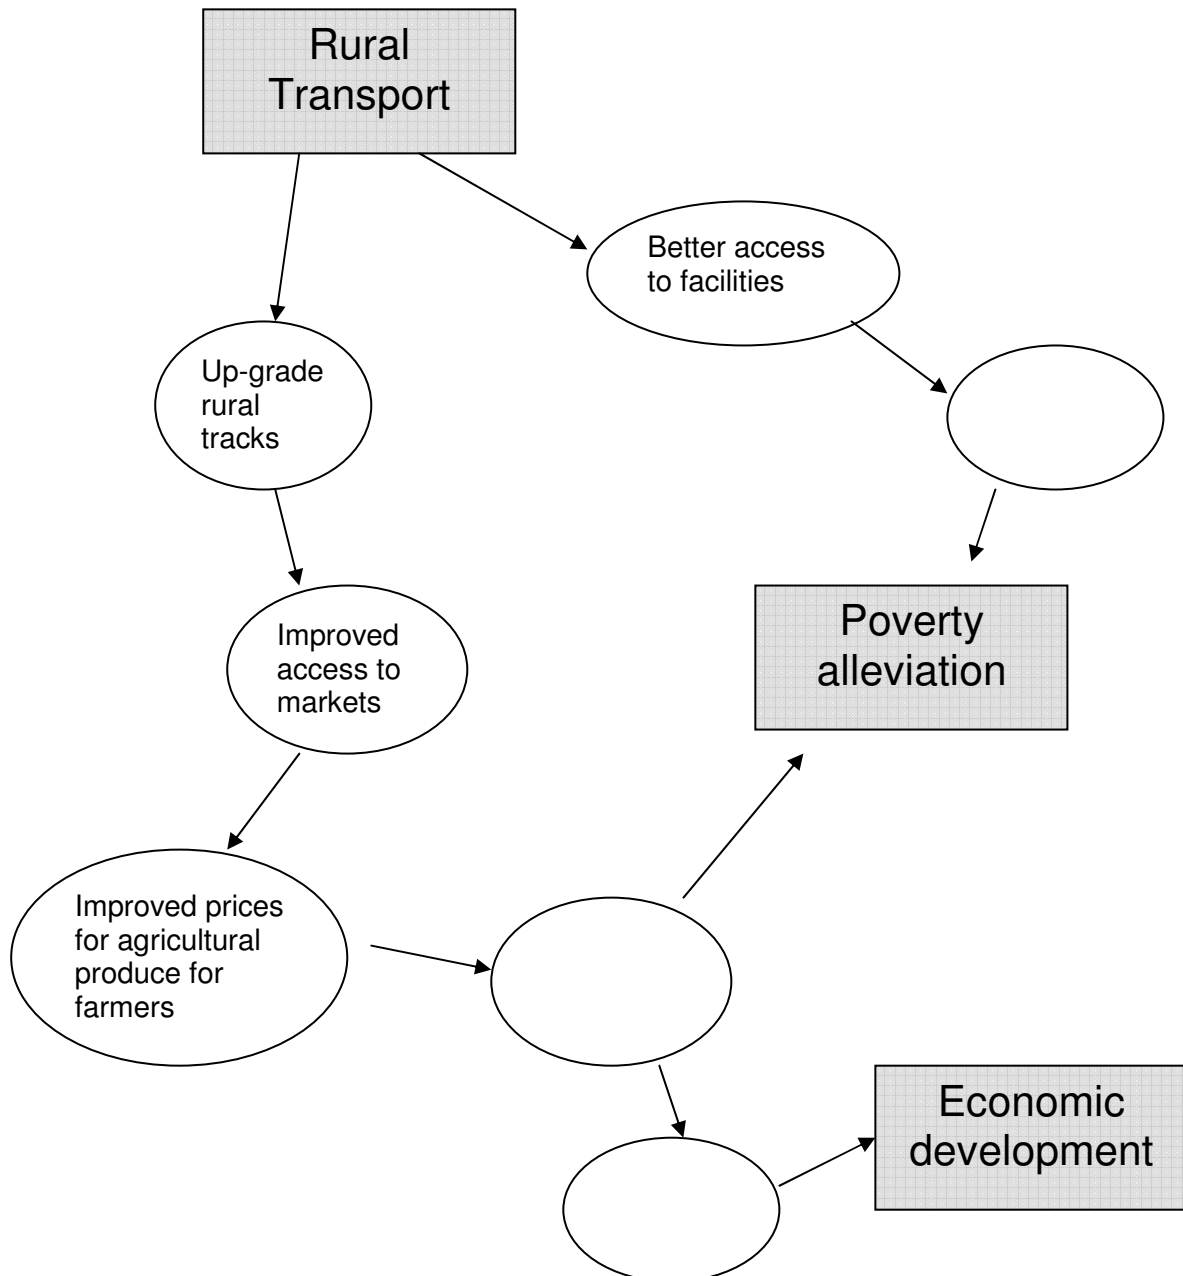 Rural
Transport
Better access
to facilities
Up-grade
rural
tracks
Improved
access to
markets
Poverty
alleviation
Improved prices
for agricultural
produce for
farmers
Economic
development